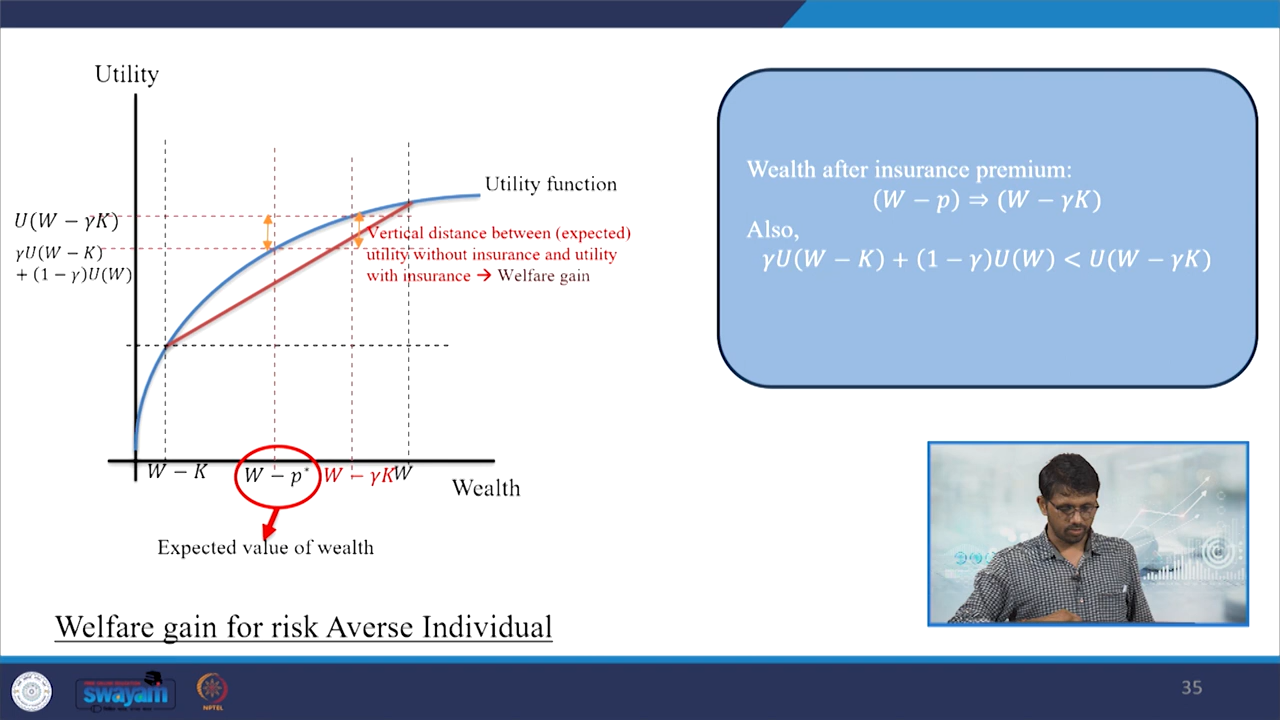 Utility
Utility function
U(W − γK)
γU(W − K)
+ (1 − γ)U(W)
Vertical distance between (expected)
utility without insurance and utility
with insurance → Welfare gain
W − K
W − p*
W − γK
W
Wealth
Expected value of wealth
Welfare gain for risk Averse Individual
Wealth after insurance premium:
(W − p) ⇒ (W − γK)
Also,
γU(W − K) + (1 − γ)U(W) < U(W − γK)
swayam
NPTEL
35